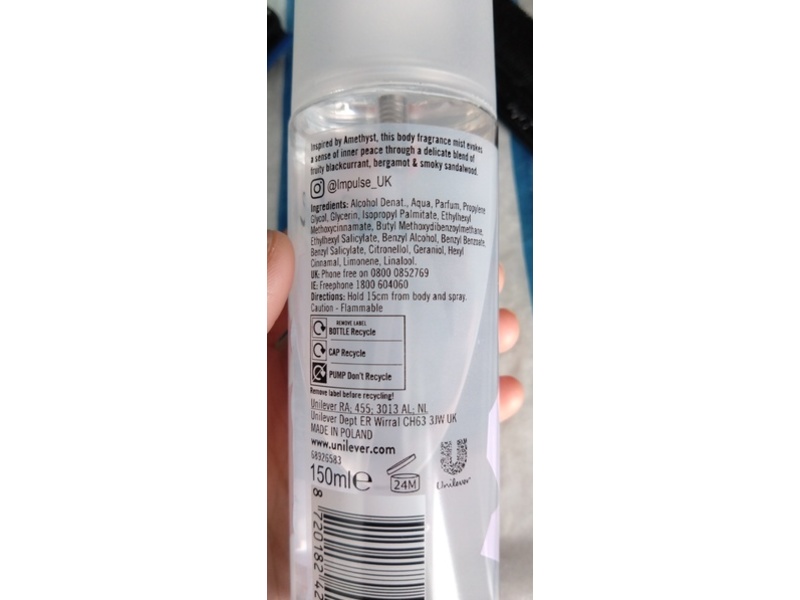 Inspired by Amethyst, this body fragrance mist evokes
a sense of inner peace through a delicate blend of
fruity blackcurrant, bergamot & smoky sandalwood.
@Impulse_UK
Ingredients: Alcohol Denat., Aqua, Parfum, Propylene
Glycol, Glycerin, Isopropyl Palmitate, Ethylhexyl
Methoxycinnamate, Butyl Methoxydibenzoylmethane,
Ethylhexyl Salicylate, Benzyl Alcohol, Benzyl Benzoate,
Benzyl Salicylate, Citronellol, Geraniol, Hexyl
Cinnamal, Limonene, Linalool.
UK: Phone free on 0800 0852769
IE: Freephone 1800 604060
Directions: Hold 15cm from body and spray.
Caution - Flammable
REMOVE LABEL
BOTTLE Recycle
CAP Recycle
PUMP Don't Recycle
Remove label before recycling!
Unilever RA; 455; 3013 AL; NL
Unilever Dept ER Wirral CH63 3JW UK
MADE IN POLAND
www.unilever.com
68926583
150ml℮
24M
Unilever
8 720182 42